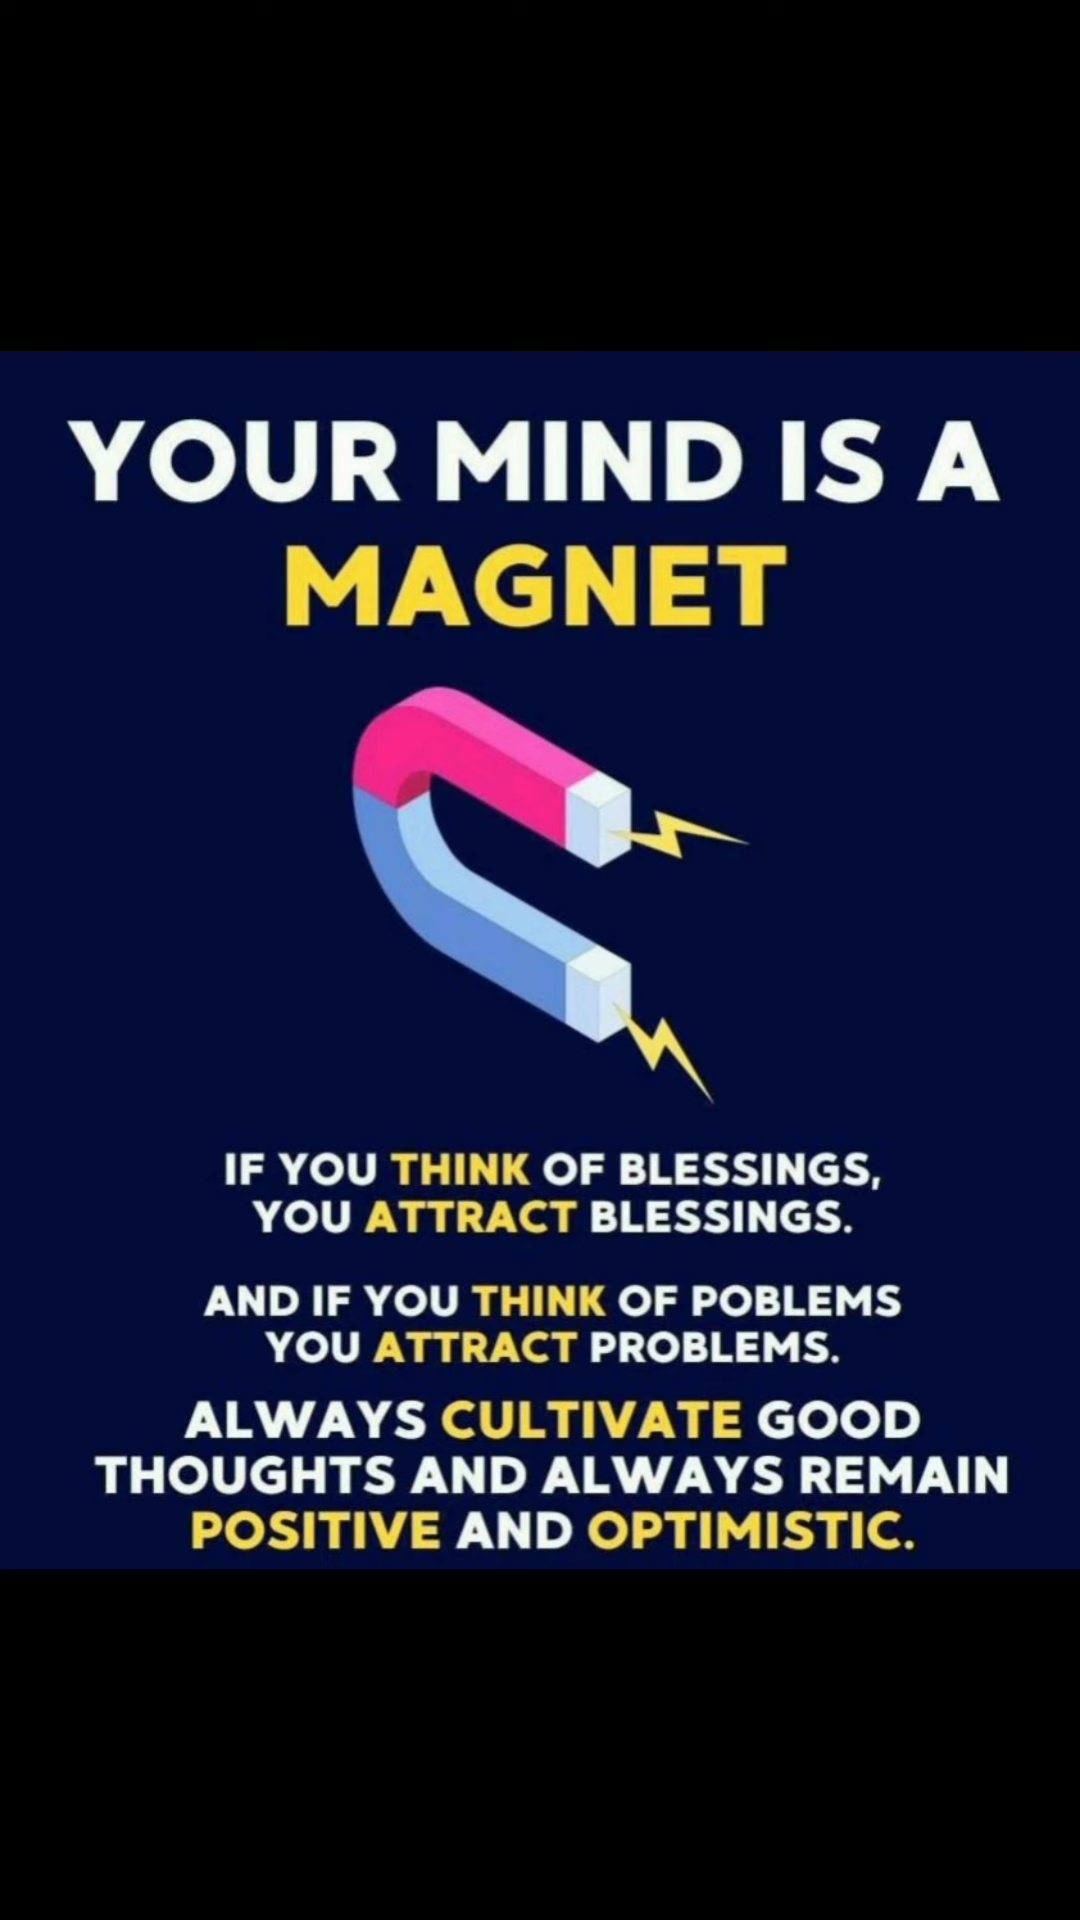 YOUR MIND IS A
MAGNET
IF YOU THINK OF BLESSINGS,
YOU ATTRACT BLESSINGS.
AND IF YOU THINK OF POBLEMS
YOU ATTRACT PROBLEMS.
ALWAYS CULTIVATE GOOD
THOUGHTS AND ALWAYS REMAIN
POSITIVE AND OPTIMISTIC.